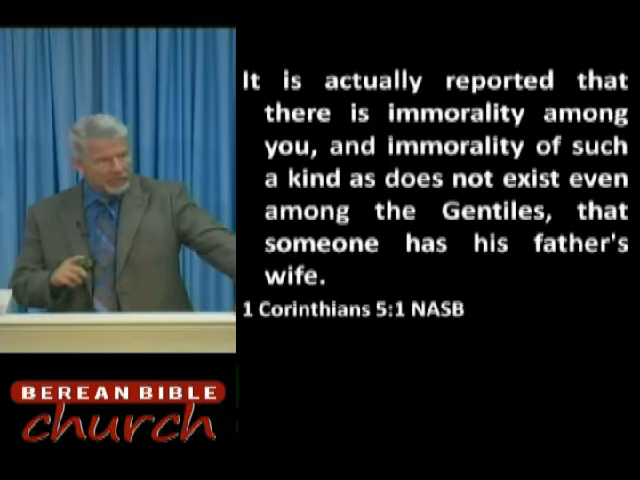 It is actually reported that
there is immorality among
you, and immorality of such
a kind as does not exist even
among the Gentiles, that
someone has his father's
wife.
1 Corinthians 5:1 NASB
BEREAN BIBLE
church